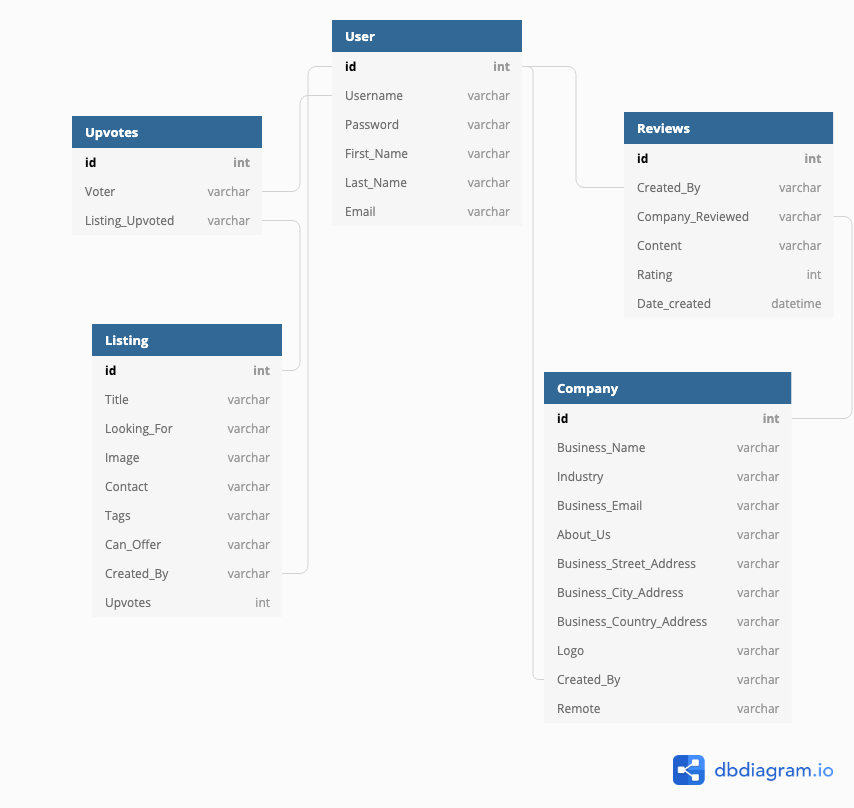 User
id int
Username varchar
Password varchar
First_Name varchar
Last_Name varchar
Email varchar
Upvotes
id int
Voter varchar
Listing_Upvoted varchar
Reviews
id int
Created_By varchar
Company_Reviewed varchar
Content varchar
Rating int
Date_created datetime
Listing
id int
Title varchar
Looking_For varchar
Image varchar
Contact varchar
Tags varchar
Can_Offer varchar
Created_By varchar
Upvotes int
Company
id int
Business_Name varchar
Industry varchar
Business_Email varchar
About_Us varchar
Business_Street_Address varchar
Business_City_Address varchar
Business_Country_Address varchar
Logo varchar
Created_By varchar
Remote varchar
dbdiagram.io